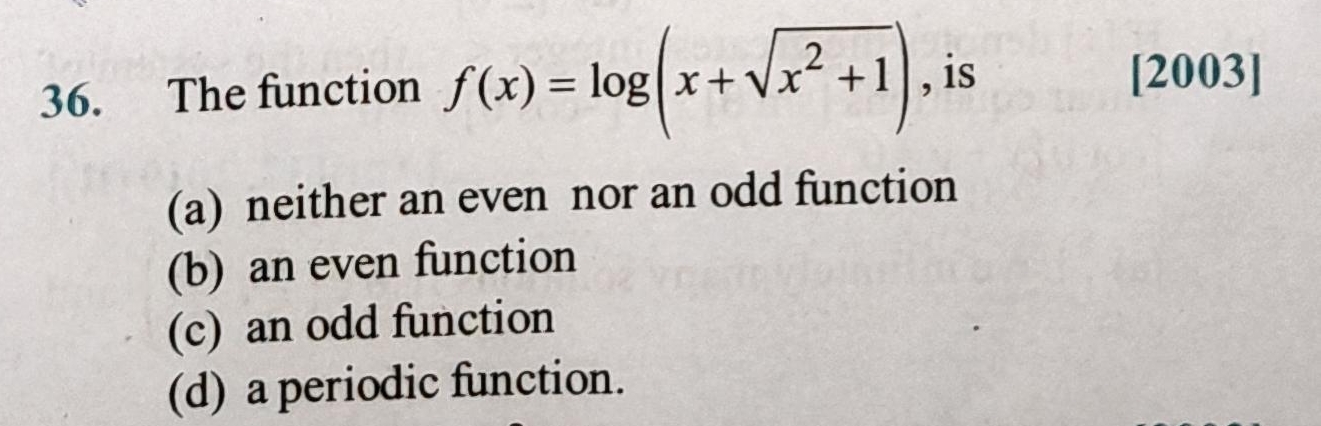 36. The function f(x) = log(x+√(x² +1)), is [2003]
(a) neither an even nor an odd function
(b) an even function
(c) an odd function
(d) a periodic function.